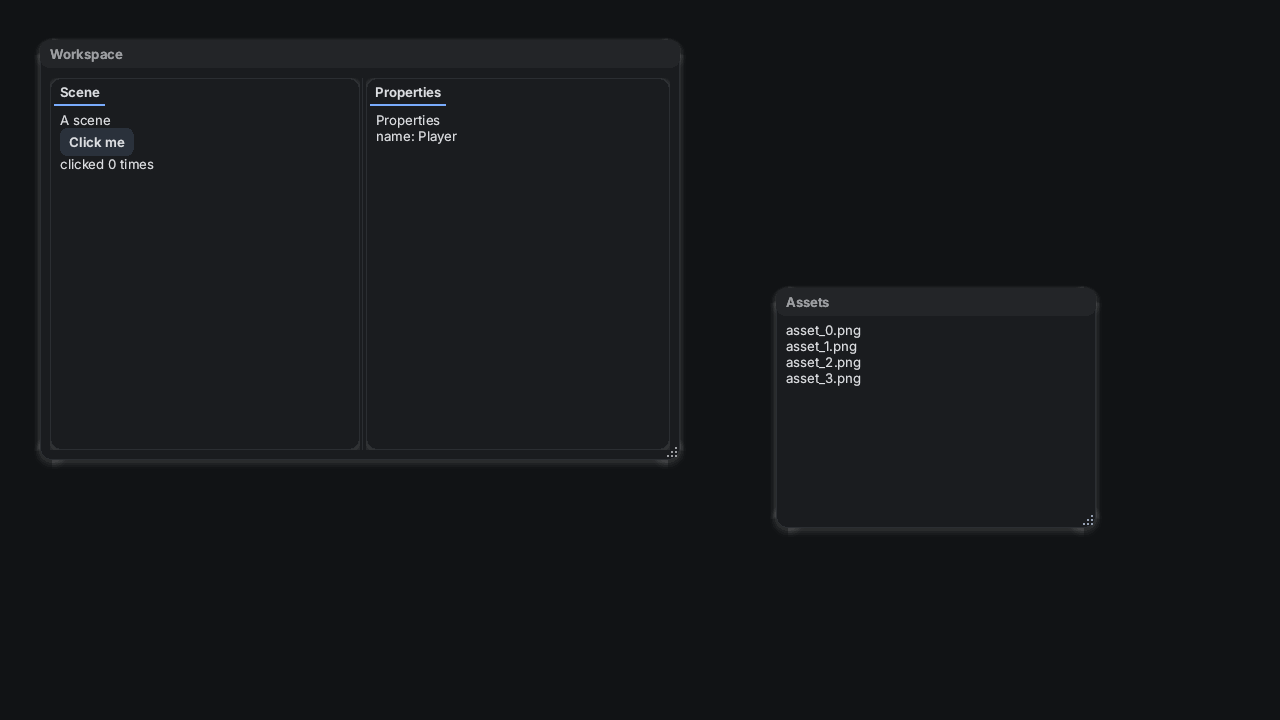 Workspace
Scene
A scene
Click me
clicked 0 times
Properties
Properties
name: Player
Assets
asset_0.png
asset_1.png
asset_2.png
asset_3.png